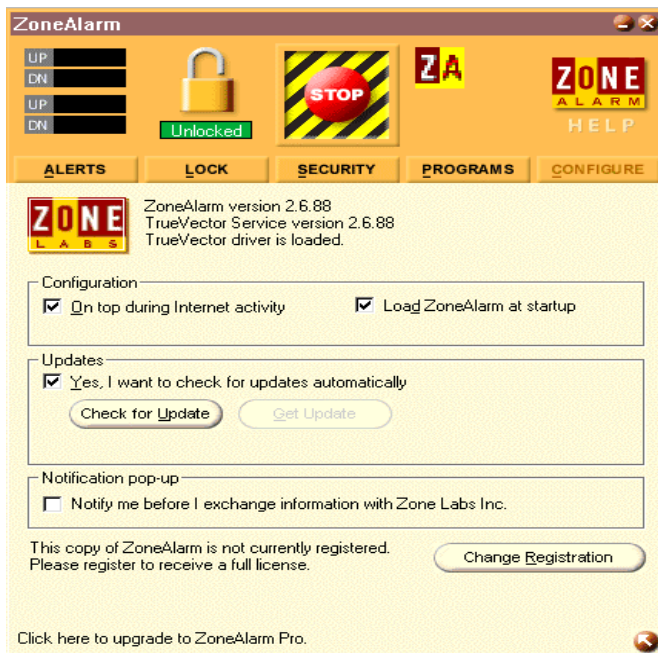 ZoneAlarm
UP
DN
UP
DN
Unlocked
STOP
ZA
ZONE
ALARM
HELP
ALERTS
LOCK
SECURITY
PROGRAMS
CONFIGURE
ZONE
LABS
ZoneAlarm version 2.6.88
TrueVector Service version 2.6.88
TrueVector driver is loaded.
Configuration
On top during Internet activity
Load ZoneAlarm at startup
Updates
Yes, I want to check for updates automatically
Check for Update
Get Update
Notification pop-up
Notify me before I exchange information with Zone Labs Inc.
This copy of ZoneAlarm is not currently registered.
Please register to receive a full license.
Change Registration
Click here to upgrade to ZoneAlarm Pro.